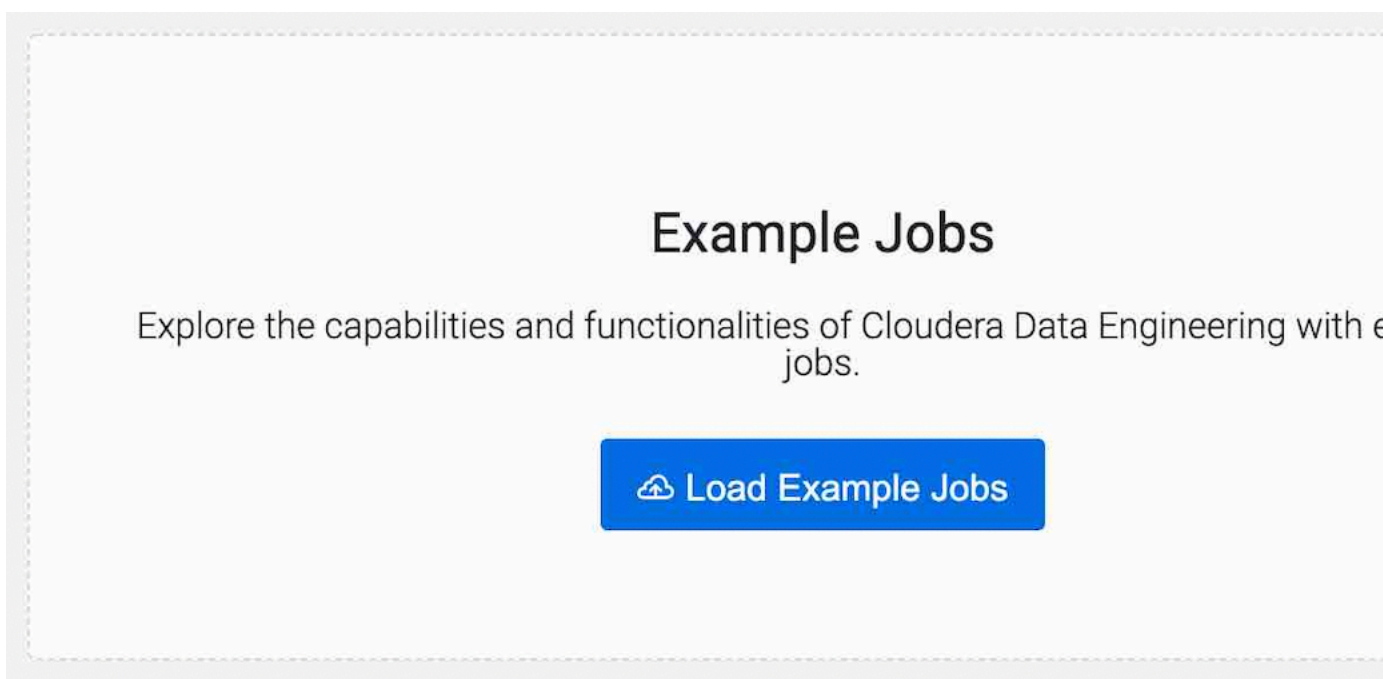 Example Jobs
Explore the capabilities and functionalities of Cloudera Data Engineering with
jobs.
Load Example Jobs